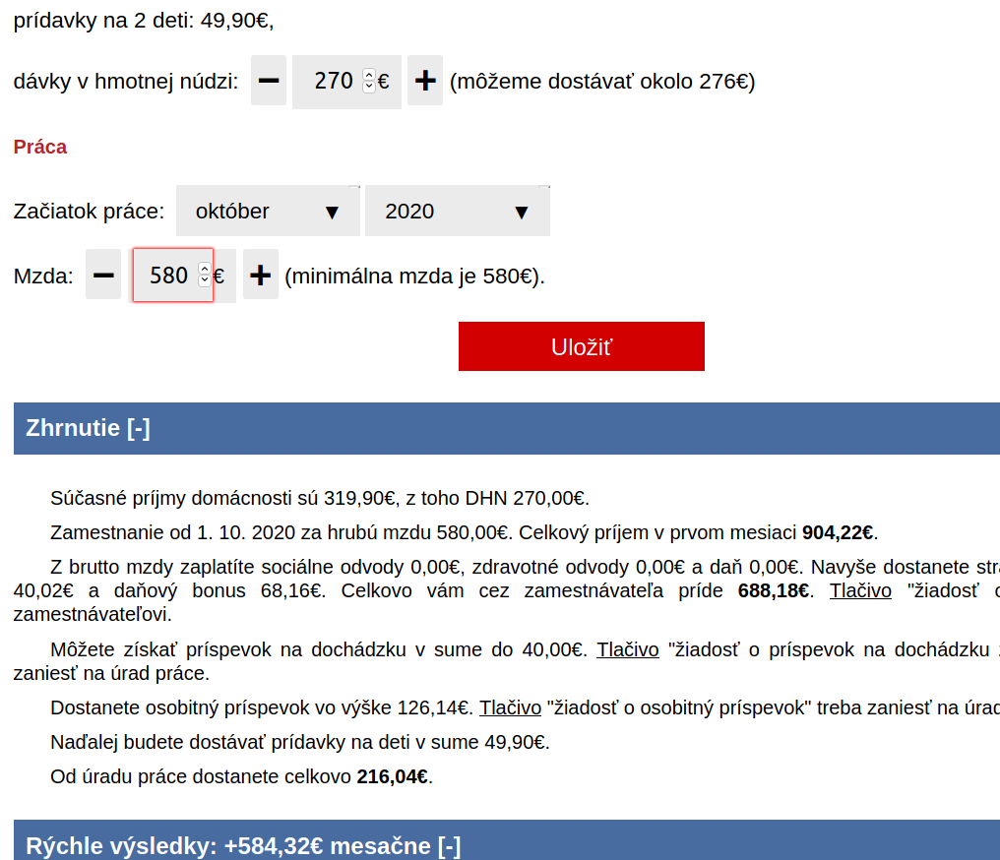 prídavky na 2 deti: 49,90€,
dávky v hmotnej núdzi: − 270 € + (môžeme dostávať okolo 276€)
Práca
Začiatok práce: október ▼ 2020 ▼
Mzda: − 580 € + (minimálna mzda je 580€).
Uložiť
Zhrnutie [-]
Súčasné príjmy domácnosti sú 319,90€, z toho DHN 270,00€.
Zamestnanie od 1. 10. 2020 za hrubú mzdu 580,00€. Celkový príjem v prvom mesiaci 904,22€.
Z brutto mzdy zaplatíte sociálne odvody 0,00€, zdravotné odvody 0,00€ a daň 0,00€. Navyše dostanete
40,02€ a daňový bonus 68,16€. Celkovo vám cez zamestnávateľa príde 688,18€. Tlačivo "žiadosť
zamestnávateľovi.
Môžete získať príspevok na dochádzku v sume do 40,00€. Tlačivo "žiadosť o príspevok na dochádzku
zaniesť na úrad práce.
Dostanete osobitný príspevok vo výške 126,14€. Tlačivo "žiadosť o osobitný príspevok" treba zaniesť na úrad
Naďalej budete dostávať prídavky na deti v sume 49,90€.
Od úradu práce dostanete celkovo 216,04€.
Rýchle výsledky: +584,32€ mesačne [-]